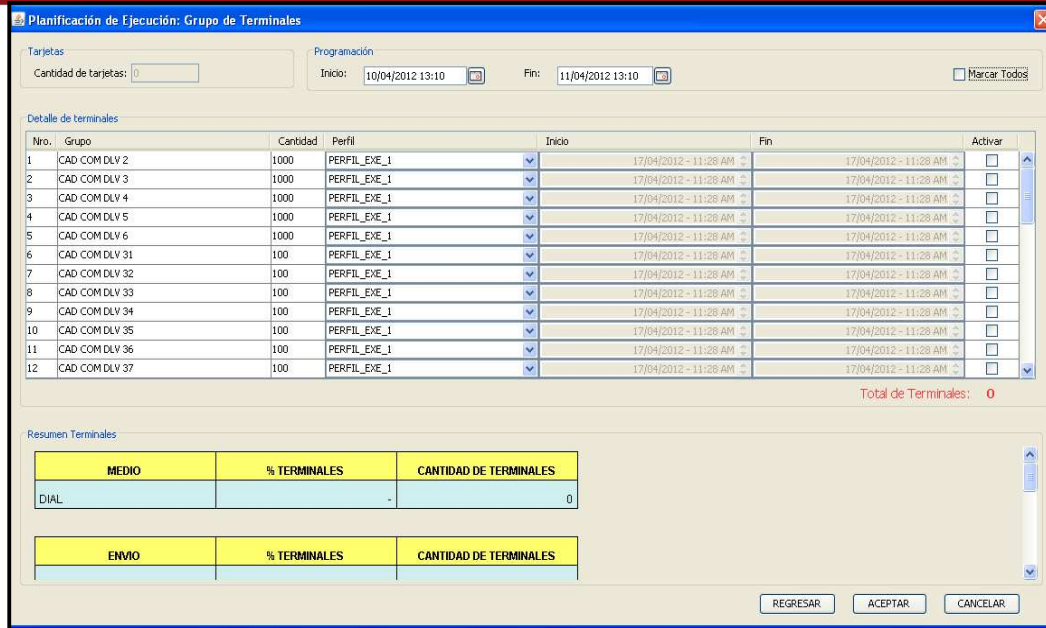 Planificación de Ejecución: Grupo de Terminales
Tarjetas
Cantidad de tarjetas: 0
Programación
Inicio: 10/04/2012 13:10 Fin: 11/04/2012 13:10 Marcar Todos
Detalle de terminales
Nro. Grupo Cantidad Perfil Inicio Fin Activar
1 CAD COM DLV 2 1000 PERFIL_EXE_1 17/04/2012 - 11:28 AM 17/04/2012 - 11:28 AM
2 CAD COM DLV 3 1000 PERFIL_EXE_1 17/04/2012 - 11:28 AM 17/04/2012 - 11:28 AM
3 CAD COM DLV 4 1000 PERFIL_EXE_1 17/04/2012 - 11:28 AM 17/04/2012 - 11:28 AM
4 CAD COM DLV 5 1000 PERFIL_EXE_1 17/04/2012 - 11:28 AM 17/04/2012 - 11:28 AM
5 CAD COM DLV 6 1000 PERFIL_EXE_1 17/04/2012 - 11:28 AM 17/04/2012 - 11:28 AM
6 CAD COM DLV 31 100 PERFIL_EXE_1 17/04/2012 - 11:28 AM 17/04/2012 - 11:28 AM
7 CAD COM DLV 32 100 PERFIL_EXE_1 17/04/2012 - 11:28 AM 17/04/2012 - 11:28 AM
8 CAD COM DLV 33 100 PERFIL_EXE_1 17/04/2012 - 11:28 AM 17/04/2012 - 11:28 AM
9 CAD COM DLV 34 100 PERFIL_EXE_1 17/04/2012 - 11:28 AM 17/04/2012 - 11:28 AM
10 CAD COM DLV 35 100 PERFIL_EXE_1 17/04/2012 - 11:28 AM 17/04/2012 - 11:28 AM
11 CAD COM DLV 36 100 PERFIL_EXE_1 17/04/2012 - 11:28 AM 17/04/2012 - 11:28 AM
12 CAD COM DLV 37 100 PERFIL_EXE_1 17/04/2012 - 11:28 AM 17/04/2012 - 11:28 AM
Total de Terminales: 0
Resumen Terminales
MEDIO % TERMINALES CANTIDAD DE TERMINALES
DIAL - 0
ENVIO % TERMINALES CANTIDAD DE TERMINALES
REGRESAR ACEPTAR CANCELAR